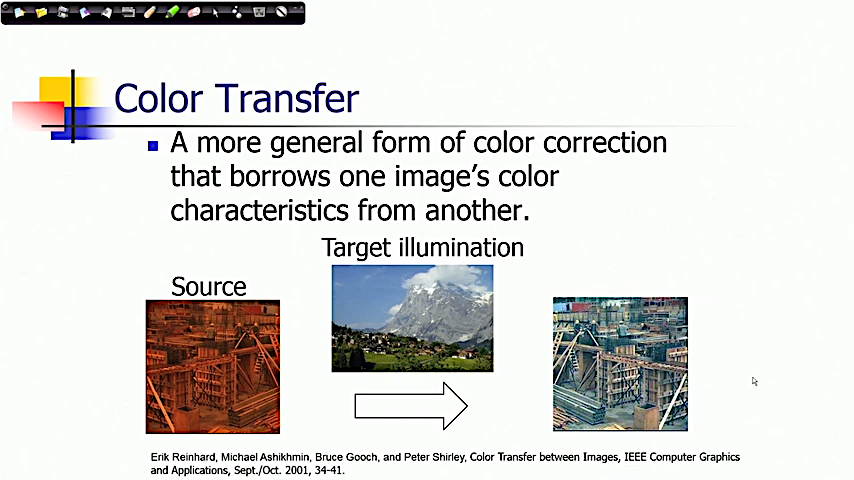 Color Transfer
A more general form of color correction
that borrows one image's color
characteristics from another.
Target illumination
Source
Erik Reinhard, Michael Ashikhmin, Bruce Gooch, and Peter Shirley, Color Transfer between Images, IEEE Computer Graphics
and Applications, Sept./Oct. 2001, 34-41.